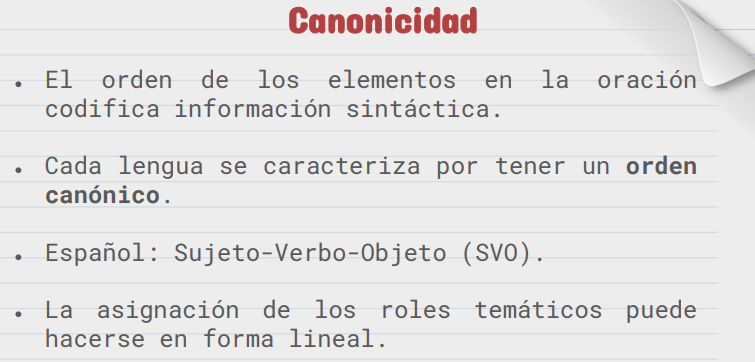 Canonicidad
• El orden de los elementos en la oración
codifica información sintáctica.
• Cada lengua se caracteriza por tener un orden
canónico.
• Español: Sujeto-Verbo-Objeto (SVO).
• La asignación de los roles temáticos puede
hacerse en forma lineal.